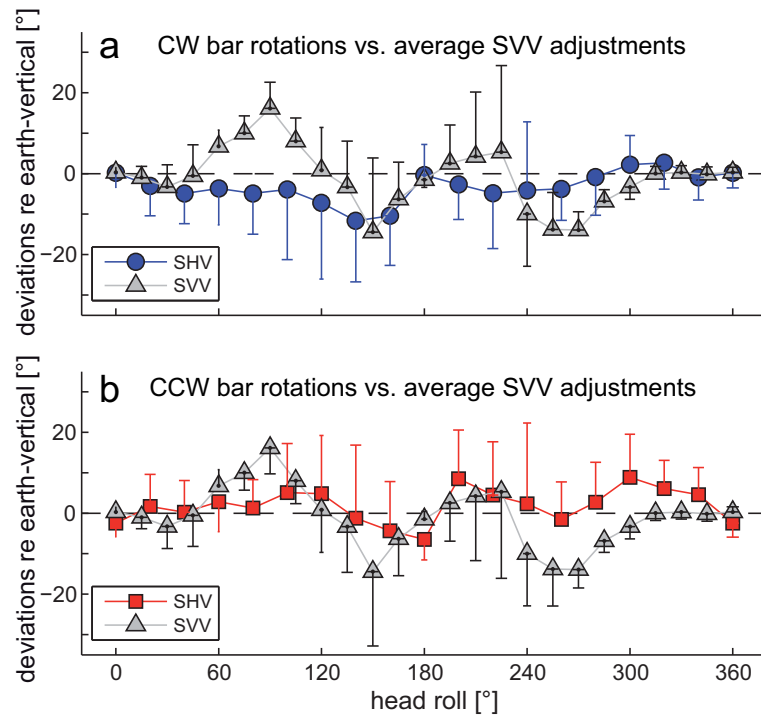 a CW bar rotations vs. average SVV adjustments
deviations re earth-vertical [°]
20
0
−20
SHV
SVV
b CCW bar rotations vs. average SVV adjustments
deviations re earth-vertical [°]
20
0
−20
SHV
SVV
0 60 120 180 240 300 360
head roll [°]